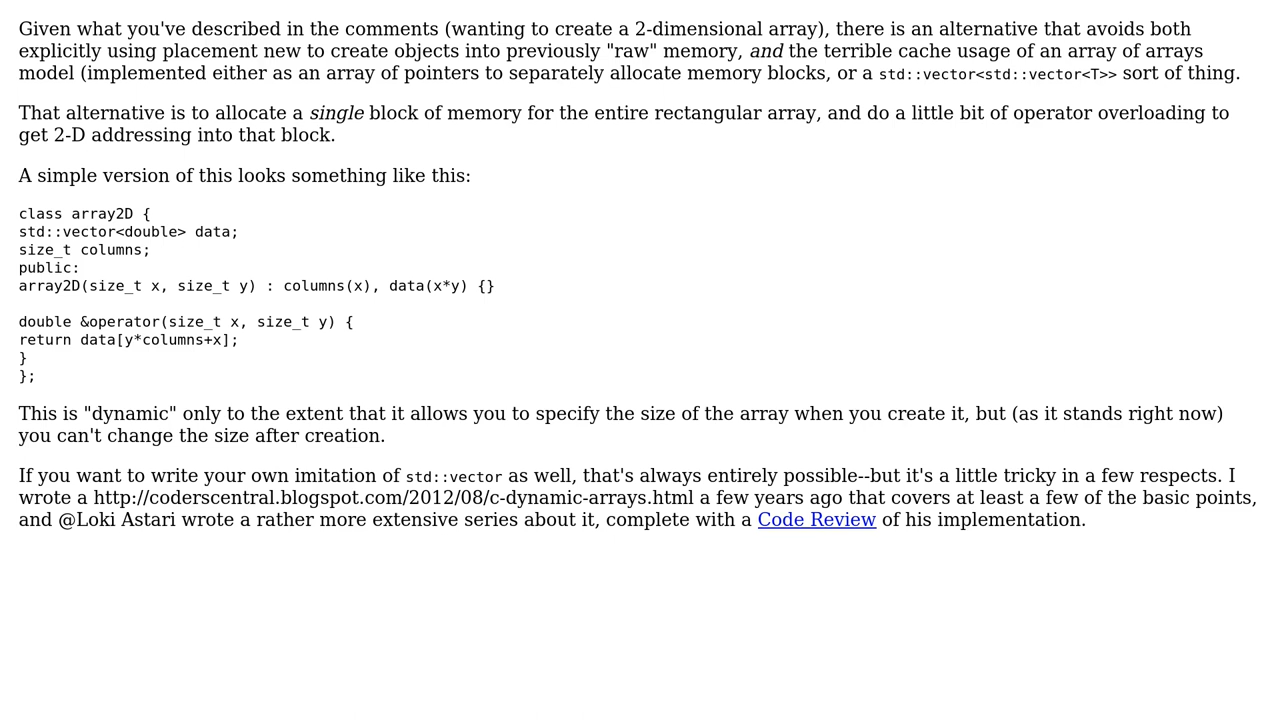 Given what you've described in the comments (wanting to create a 2-dimensional array), there is an alternative that avoids both
explicitly using placement new to create objects into previously "raw" memory, and the terrible cache usage of an array of arrays
model (implemented either as an array of pointers to separately allocate memory blocks, or a std::vector<std::vector<T>> sort of thing.
That alternative is to allocate a single block of memory for the entire rectangular array, and do a little bit of operator overloading to
get 2-D addressing into that block.
A simple version of this looks something like this:
class array2D {
std::vector<double> data;
size_t columns;
public:
array2D(size_t x, size_t y) : columns(x), data(x*y) {}
double &operator(size_t x, size_t y) {
return data[y*columns+x];
}
};
This is "dynamic" only to the extent that it allows you to specify the size of the array when you create it, but (as it stands right now)
you can't change the size after creation.
If you want to write your own imitation of std::vector as well, that's always entirely possible--but it's a little tricky in a few respects. I
wrote a http://coderscentral.blogspot.com/2012/08/c-dynamic-arrays.html a few years ago that covers at least a few of the basic points,
and @Loki Astari wrote a rather more extensive series about it, complete with a Code Review of his implementation.